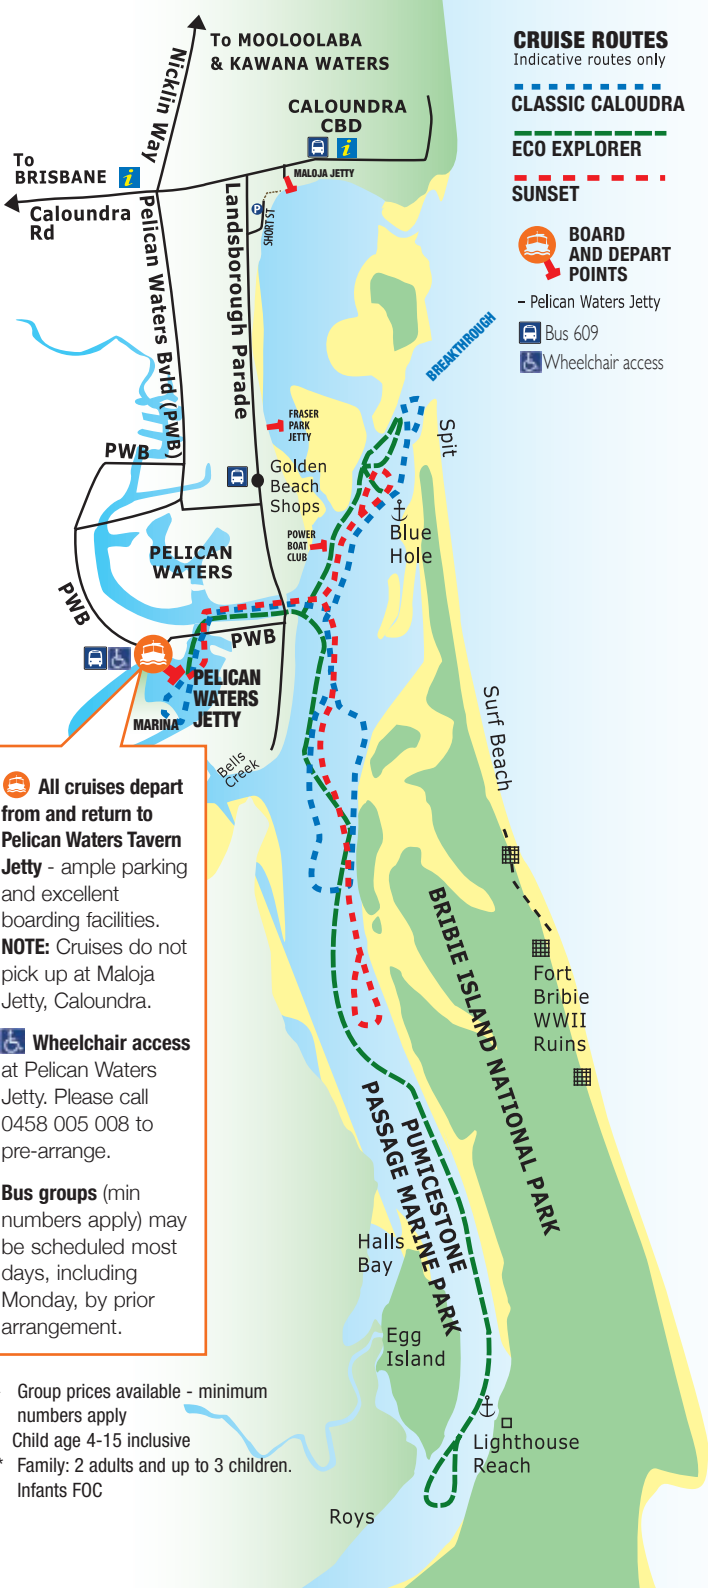 To MOOLOOLABA
& KAWANA WATERS
Nicklin Way
CALOUNDRA
CBD
i
MALOJA JETTY
To
BRISBANE
i
Caloundra
Rd
Pelican Waters Bvld (PWB)
Landsborough Parade
P
SHORT ST
CRUISE ROUTES
Indicative routes only
CLASSIC CALOUDRA
ECO EXPLORER
SUNSET
BOARD
AND DEPART
POINTS
– Pelican Waters Jetty
Bus 609
Wheelchair access
BREAKTHROUGH
Spit
FRASER
PARK
JETTY
PWB
Golden
Beach
Shops
Blue
Hole
POWER
BOAT
CLUB
PELICAN
WATERS
PWB
PWB
PELICAN
WATERS
JETTY
MARINA
Bells
Creek
Surf Beach
All cruises depart
from and return to
Pelican Waters Tavern
Jetty - ample parking
and excellent
boarding facilities.
NOTE: Cruises do not
pick up at Maloja
Jetty, Caloundra.
Wheelchair access
at Pelican Waters
Jetty. Please call
0458 005 008 to
pre-arrange.
Bus groups (min
numbers apply) may
be scheduled most
days, including
Monday, by prior
arrangement.
BRIBIE ISLAND NATIONAL PARK
Fort
Bribie
WWII
Ruins
PUMICESTONE
PASSAGE MARINE PARK
Halls
Bay
Egg
Island
Lighthouse
Reach
Roys
Group prices available - minimum
numbers apply
Child age 4-15 inclusive
* Family: 2 adults and up to 3 children.
Infants FOC